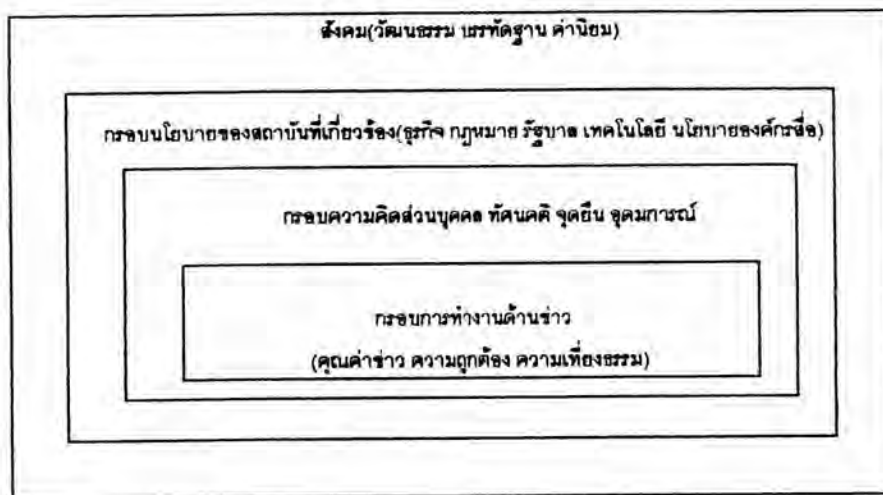 สังคม(วัฒนธรรม บรรทัดฐาน ค่านิยม)
กรอบนโยบายของสถาบันที่เกี่ยวข้อง(ธุรกิจ กฎหมาย รัฐบาล เทคโนโลยี นโยบายองค์กรสื่อ)
กรอบความคิดส่วนบุคคล ทัศนคติ จุดยืน อุดมการณ์
กรอบการทำงานด้านข่าว
(คุณค่าข่าว ความถูกต้อง ความเที่ยงธรรม)